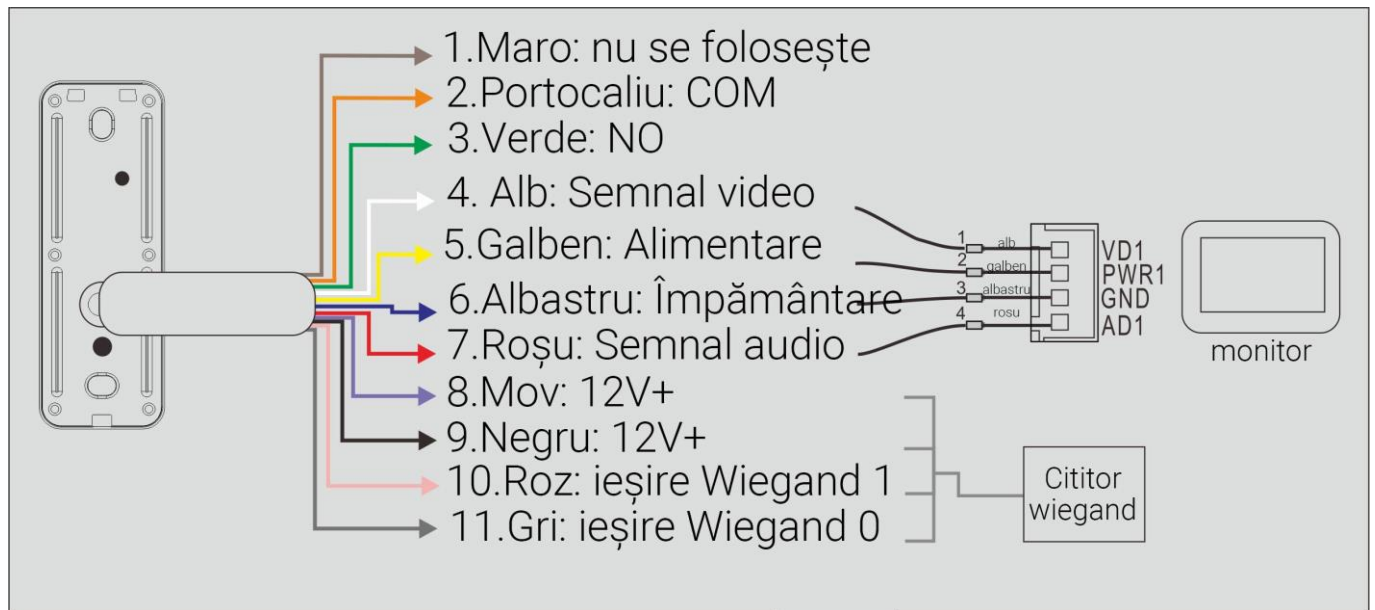 1.Maro: nu se folosește
2.Portocaliu: COM
3.Verde: NO
4. Alb: Semnal video
5.Galben: Alimentare
6.Albastru: Împământare
7.Roșu: Semnal audio
8.Mov: 12V+
9.Negru: 12V+
10.Roz: ieșire Wiegand 1
11.Gri: ieșire Wiegand 0
1 alb VD1
2 galben PWR1
3 albastru GND
4 rosu AD1
monitor
Cititor
wiegand